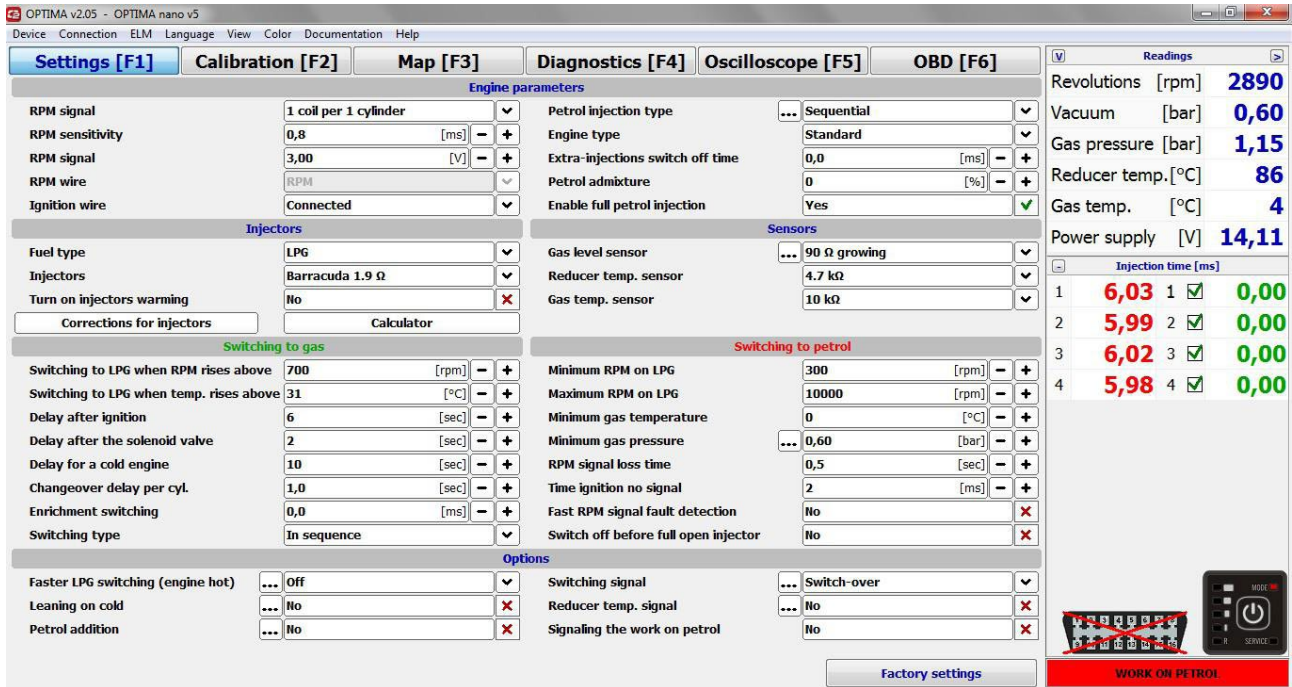 OPTIMA v2.05 - OPTIMA nano v5
Device Connection ELM Language View Color Documentation Help
Settings [F1] Calibration [F2] Map [F3] Diagnostics [F4] Oscilloscope [F5] OBD [F6]
Engine parameters
RPM signal 1 coil per 1 cylinder
RPM sensitivity 0,8 [ms] - +
RPM signal 3,00 [V] - +
RPM wire RPM
Ignition wire Connected
Petrol injection type ... Sequential
Engine type Standard
Extra-injections switch off time 0,0 [ms] - +
Petrol admixture 0 [%] - +
Enable full petrol injection Yes
Injectors
Fuel type LPG
Injectors Barracuda 1.9 Ω
Turn on injectors warming No
Corrections for injectors Calculator
Sensors
Gas level sensor ... 90 Ω growing
Reducer temp. sensor 4.7 kΩ
Gas temp. sensor 10 kΩ
Switching to gas
Switching to LPG when RPM rises above 700 [rpm] - +
Switching to LPG when temp. rises above 31 [°C] - +
Delay after ignition 6 [sec] - +
Delay after the solenoid valve 2 [sec] - +
Delay for a cold engine 10 [sec] - +
Changeover delay per cyl. 1,0 [sec] - +
Enrichment switching 0,0 [ms] - +
Switching type In sequence
Switching to petrol
Minimum RPM on LPG 300 [rpm] - +
Maximum RPM on LPG 10000 [rpm] - +
Minimum gas temperature 0 [°C] - +
Minimum gas pressure ... 0,60 [bar] - +
RPM signal loss time 0,5 [sec] - +
Time ignition no signal 2 [ms] - +
Fast RPM signal fault detection No
Switch off before full open injector No
Options
Faster LPG switching (engine hot) ... Off
Leaning on cold ... No
Petrol addition ... No
Switching signal ... Switch-over
Reducer temp. signal ... No
Signaling the work on petrol No
Factory settings
V Readings >
Revolutions [rpm] 2890
Vacuum [bar] 0,60
Gas pressure [bar] 1,15
Reducer temp. [°C] 86
Gas temp. [°C] 4
Power supply [V] 14,11
- Injection time [ms]
1 6,03 1 0,00
2 5,99 2 0,00
3 6,02 3 0,00
4 5,98 4 0,00
MODE
R SERVICE
WORK ON PETROL